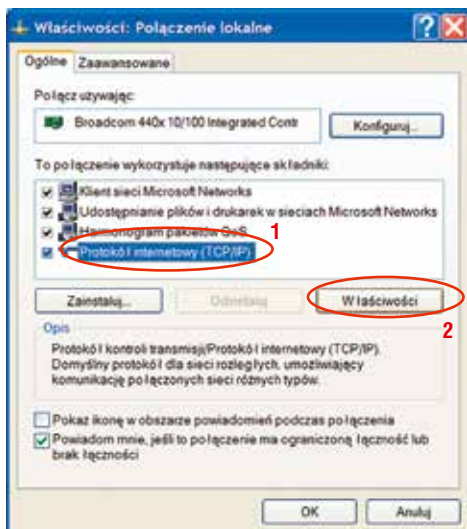 Właściwości: Połączenie lokalne
Ogólne Zaawansowane
Połącz używając:
Broadcom 440x 10/100 Integrated Contr
Konfiguruj...
To połączenie wykorzystuje następujące składniki:
Klient sieci Microsoft Networks
Udostępnianie plików i drukarek w sieciach Microsoft Networks
Harmonogram pakietów QoS
1
Protokół internetowy (TCP/IP)
Zainstaluj... Odinstaluj Właściwości
2
Opis
Protokół kontroli transmisji/Protokół internetowy (TCP/IP).
Domyślny protokół dla sieci rozległych, umożliwiający
komunikację połączonych sieci różnych typów.
Pokaż ikonę w obszarze powiadomień podczas połączenia
Powiadom mnie, jeśli to połączenie ma ograniczoną łączność lub
brak łączności
OK Anuluj